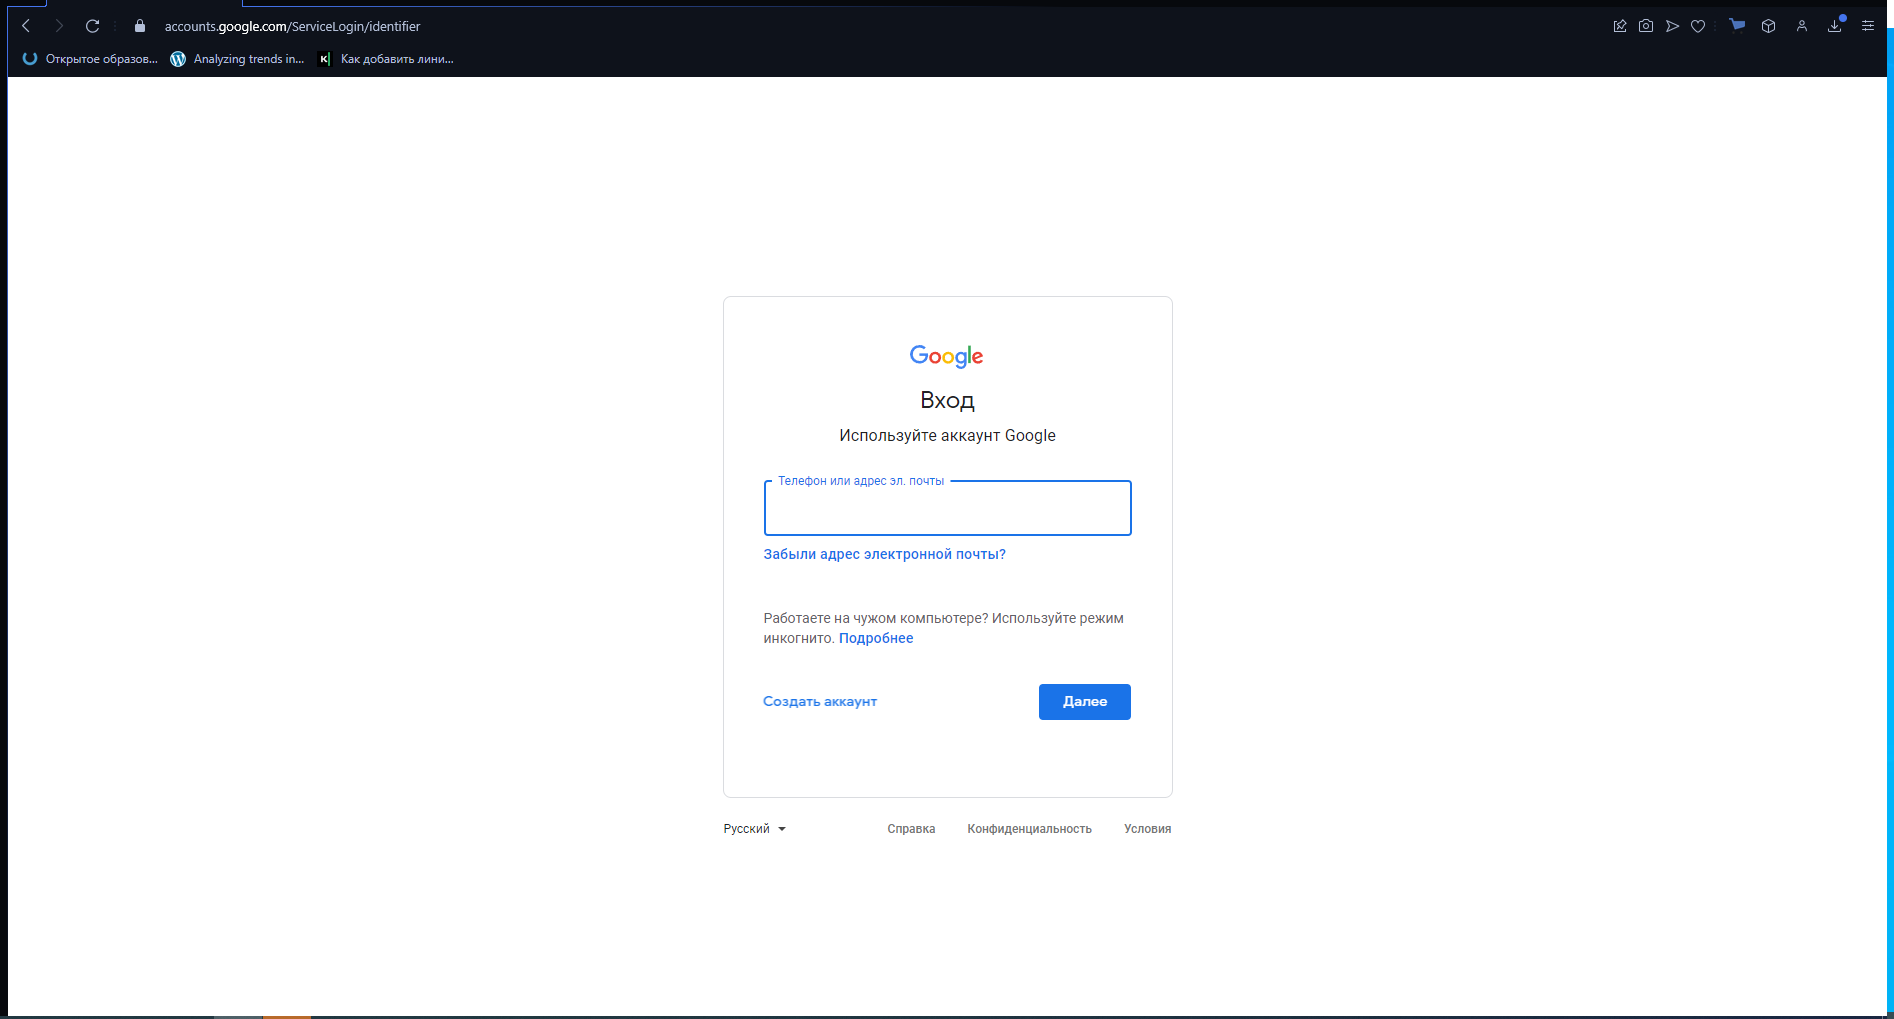 accounts.google.com/ServiceLogin/identifier
Открытое образов... Analyzing trends in... K Как добавить лини...
Google
Вход
Используйте аккаунт Google
Телефон или адрес эл. почты
Забыли адрес электронной почты?
Работаете на чужом компьютере? Используйте режим
инкогнито. Подробнее
Создать аккаунт Далее
Русский Справка Конфиденциальность Условия